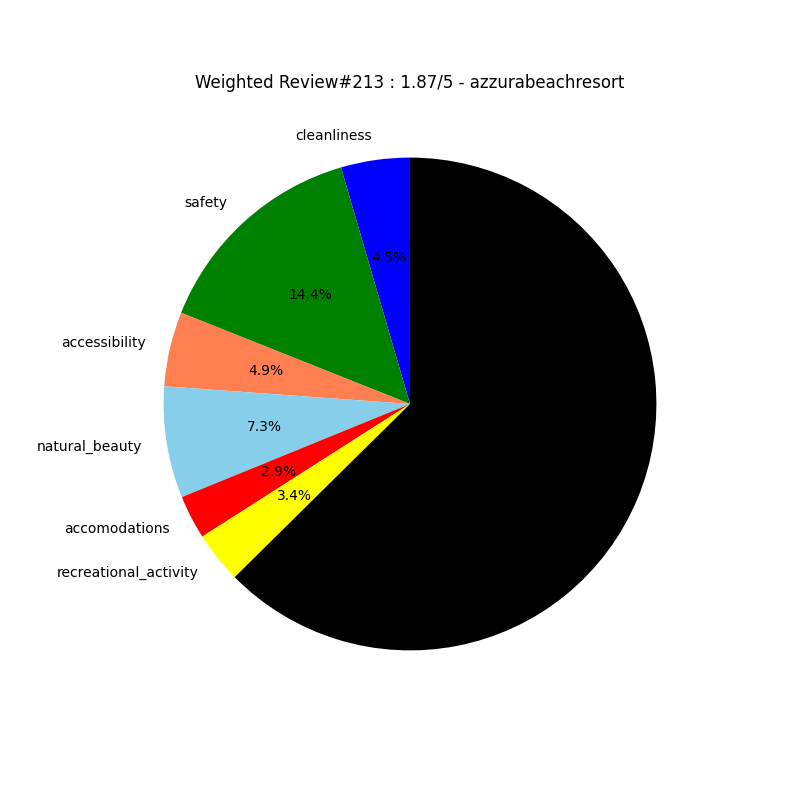 Weighted Review#213 : 1.87/5 - azzurabeachresort
cleanliness
4.5%
safety
14.4%
accessibility
4.9%
natural_beauty
7.3%
accomodations
2.9%
recreational_activity
3.4%